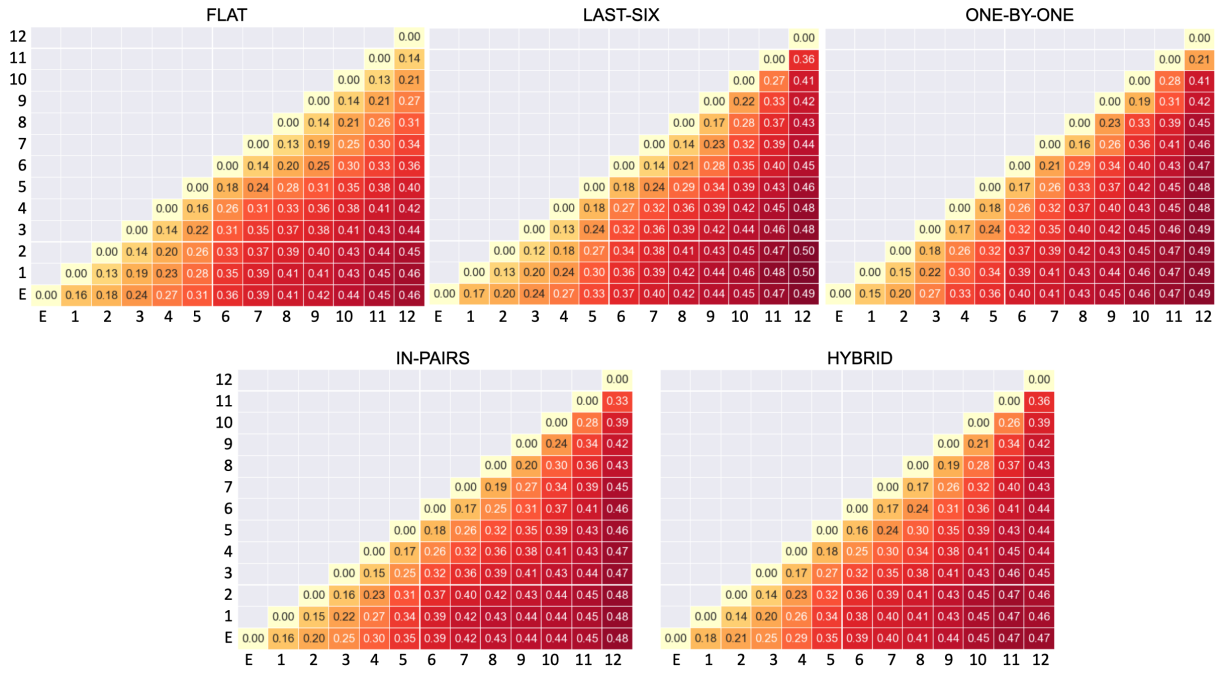 FLAT LAST-SIX ONE-BY-ONE
12 0.00 0.00 0.00
11 0.00 0.14 0.00 0.36 0.00 0.21
10 0.00 0.13 0.21 0.00 0.27 0.41 0.00 0.28 0.41
9 0.00 0.14 0.21 0.27 0.00 0.22 0.33 0.42 0.00 0.19 0.31 0.42
8 0.00 0.14 0.21 0.26 0.31 0.00 0.17 0.28 0.37 0.43 0.00 0.23 0.33 0.39 0.45
7 0.00 0.13 0.19 0.25 0.30 0.34 0.00 0.14 0.23 0.32 0.39 0.44 0.00 0.16 0.26 0.36 0.41 0.46
6 0.00 0.14 0.20 0.25 0.30 0.33 0.36 0.00 0.14 0.21 0.28 0.35 0.40 0.45 0.00 0.21 0.29 0.34 0.40 0.43 0.47
5 0.00 0.18 0.24 0.28 0.31 0.35 0.38 0.40 0.00 0.18 0.24 0.29 0.34 0.39 0.43 0.46 0.00 0.17 0.26 0.33 0.37 0.42 0.45 0.48
4 0.00 0.16 0.26 0.31 0.33 0.36 0.38 0.41 0.42 0.00 0.18 0.27 0.32 0.36 0.39 0.42 0.45 0.48 0.00 0.18 0.26 0.32 0.37 0.40 0.43 0.45 0.48
3 0.00 0.14 0.22 0.31 0.35 0.37 0.38 0.41 0.43 0.44 0.00 0.13 0.24 0.32 0.36 0.39 0.42 0.44 0.46 0.48 0.00 0.17 0.24 0.32 0.35 0.39 0.42 0.45 0.46 0.49
2 0.00 0.14 0.20 0.26 0.33 0.37 0.39 0.40 0.43 0.44 0.45 0.00 0.12 0.18 0.27 0.34 0.38 0.41 0.43 0.45 0.47 0.50 0.00 0.18 0.26 0.32 0.37 0.40 0.42 0.43 0.45 0.47 0.49
1 0.00 0.13 0.19 0.23 0.28 0.35 0.39 0.41 0.41 0.43 0.45 0.46 0.00 0.13 0.20 0.24 0.30 0.36 0.39 0.42 0.44 0.46 0.48 0.50 0.00 0.15 0.22 0.30 0.34 0.39 0.41 0.43 0.44 0.46 0.47 0.49
E 0.00 0.16 0.18 0.24 0.27 0.31 0.36 0.39 0.41 0.42 0.44 0.45 0.46 0.00 0.17 0.20 0.24 0.27 0.33 0.37 0.40 0.42 0.44 0.45 0.47 0.49 0.00 0.15 0.20 0.27 0.33 0.36 0.40 0.41 0.43 0.45 0.46 0.47 0.49
E 1 2 3 4 5 6 7 8 9 10 11 12 E 1 2 3 4 5 6 7 8 9 10 11 12 E 1 2 3 4 5 6 7 8 9 10 11 12
IN-PAIRS HYBRID
12 0.00 0.00
11 0.00 0.33 0.00 0.36
10 0.00 0.28 0.39 0.00 0.26 0.39
9 0.00 0.24 0.34 0.42 0.00 0.21 0.34 0.42
8 0.00 0.20 0.30 0.36 0.43 0.00 0.19 0.28 0.37 0.43
7 0.00 0.19 0.27 0.34 0.39 0.45 0.00 0.17 0.26 0.32 0.40 0.43
6 0.00 0.17 0.25 0.31 0.37 0.41 0.46 0.00 0.17 0.24 0.31 0.36 0.41 0.44
5 0.00 0.18 0.26 0.32 0.35 0.39 0.43 0.46 0.00 0.16 0.24 0.30 0.35 0.39 0.43 0.44
4 0.00 0.17 0.26 0.32 0.36 0.38 0.41 0.43 0.47 0.00 0.18 0.25 0.30 0.34 0.38 0.41 0.45 0.44
3 0.00 0.15 0.25 0.32 0.36 0.39 0.41 0.43 0.44 0.47 0.00 0.17 0.27 0.32 0.35 0.38 0.41 0.43 0.46 0.45
2 0.00 0.16 0.23 0.31 0.37 0.40 0.42 0.43 0.44 0.45 0.48 0.00 0.14 0.23 0.32 0.36 0.39 0.41 0.43 0.45 0.47 0.46
1 0.00 0.15 0.22 0.27 0.34 0.39 0.42 0.43 0.44 0.44 0.45 0.48 0.00 0.14 0.20 0.26 0.34 0.38 0.40 0.41 0.43 0.45 0.47 0.46
E 0.00 0.16 0.20 0.25 0.30 0.35 0.39 0.42 0.43 0.44 0.44 0.45 0.48 0.00 0.18 0.21 0.25 0.29 0.35 0.39 0.40 0.41 0.44 0.45 0.47 0.47
E 1 2 3 4 5 6 7 8 9 10 11 12 E 1 2 3 4 5 6 7 8 9 10 11 12